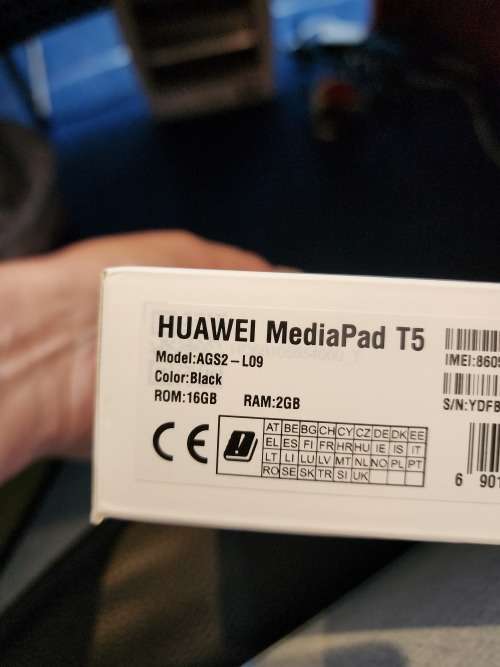 HUAWEI MediaPad T5
Model:AGS2-L09
Color:Black
ROM:16GB RAM:2GB
CE
AT BE BG CH CY CZ DE DK EE
EL ES FI FR HR HU IE IS IT
LT LI LU LV MT NL NO PL PT
RO SE SK TR SI UK
IMEI:8605
S/N:YDFB
6 901